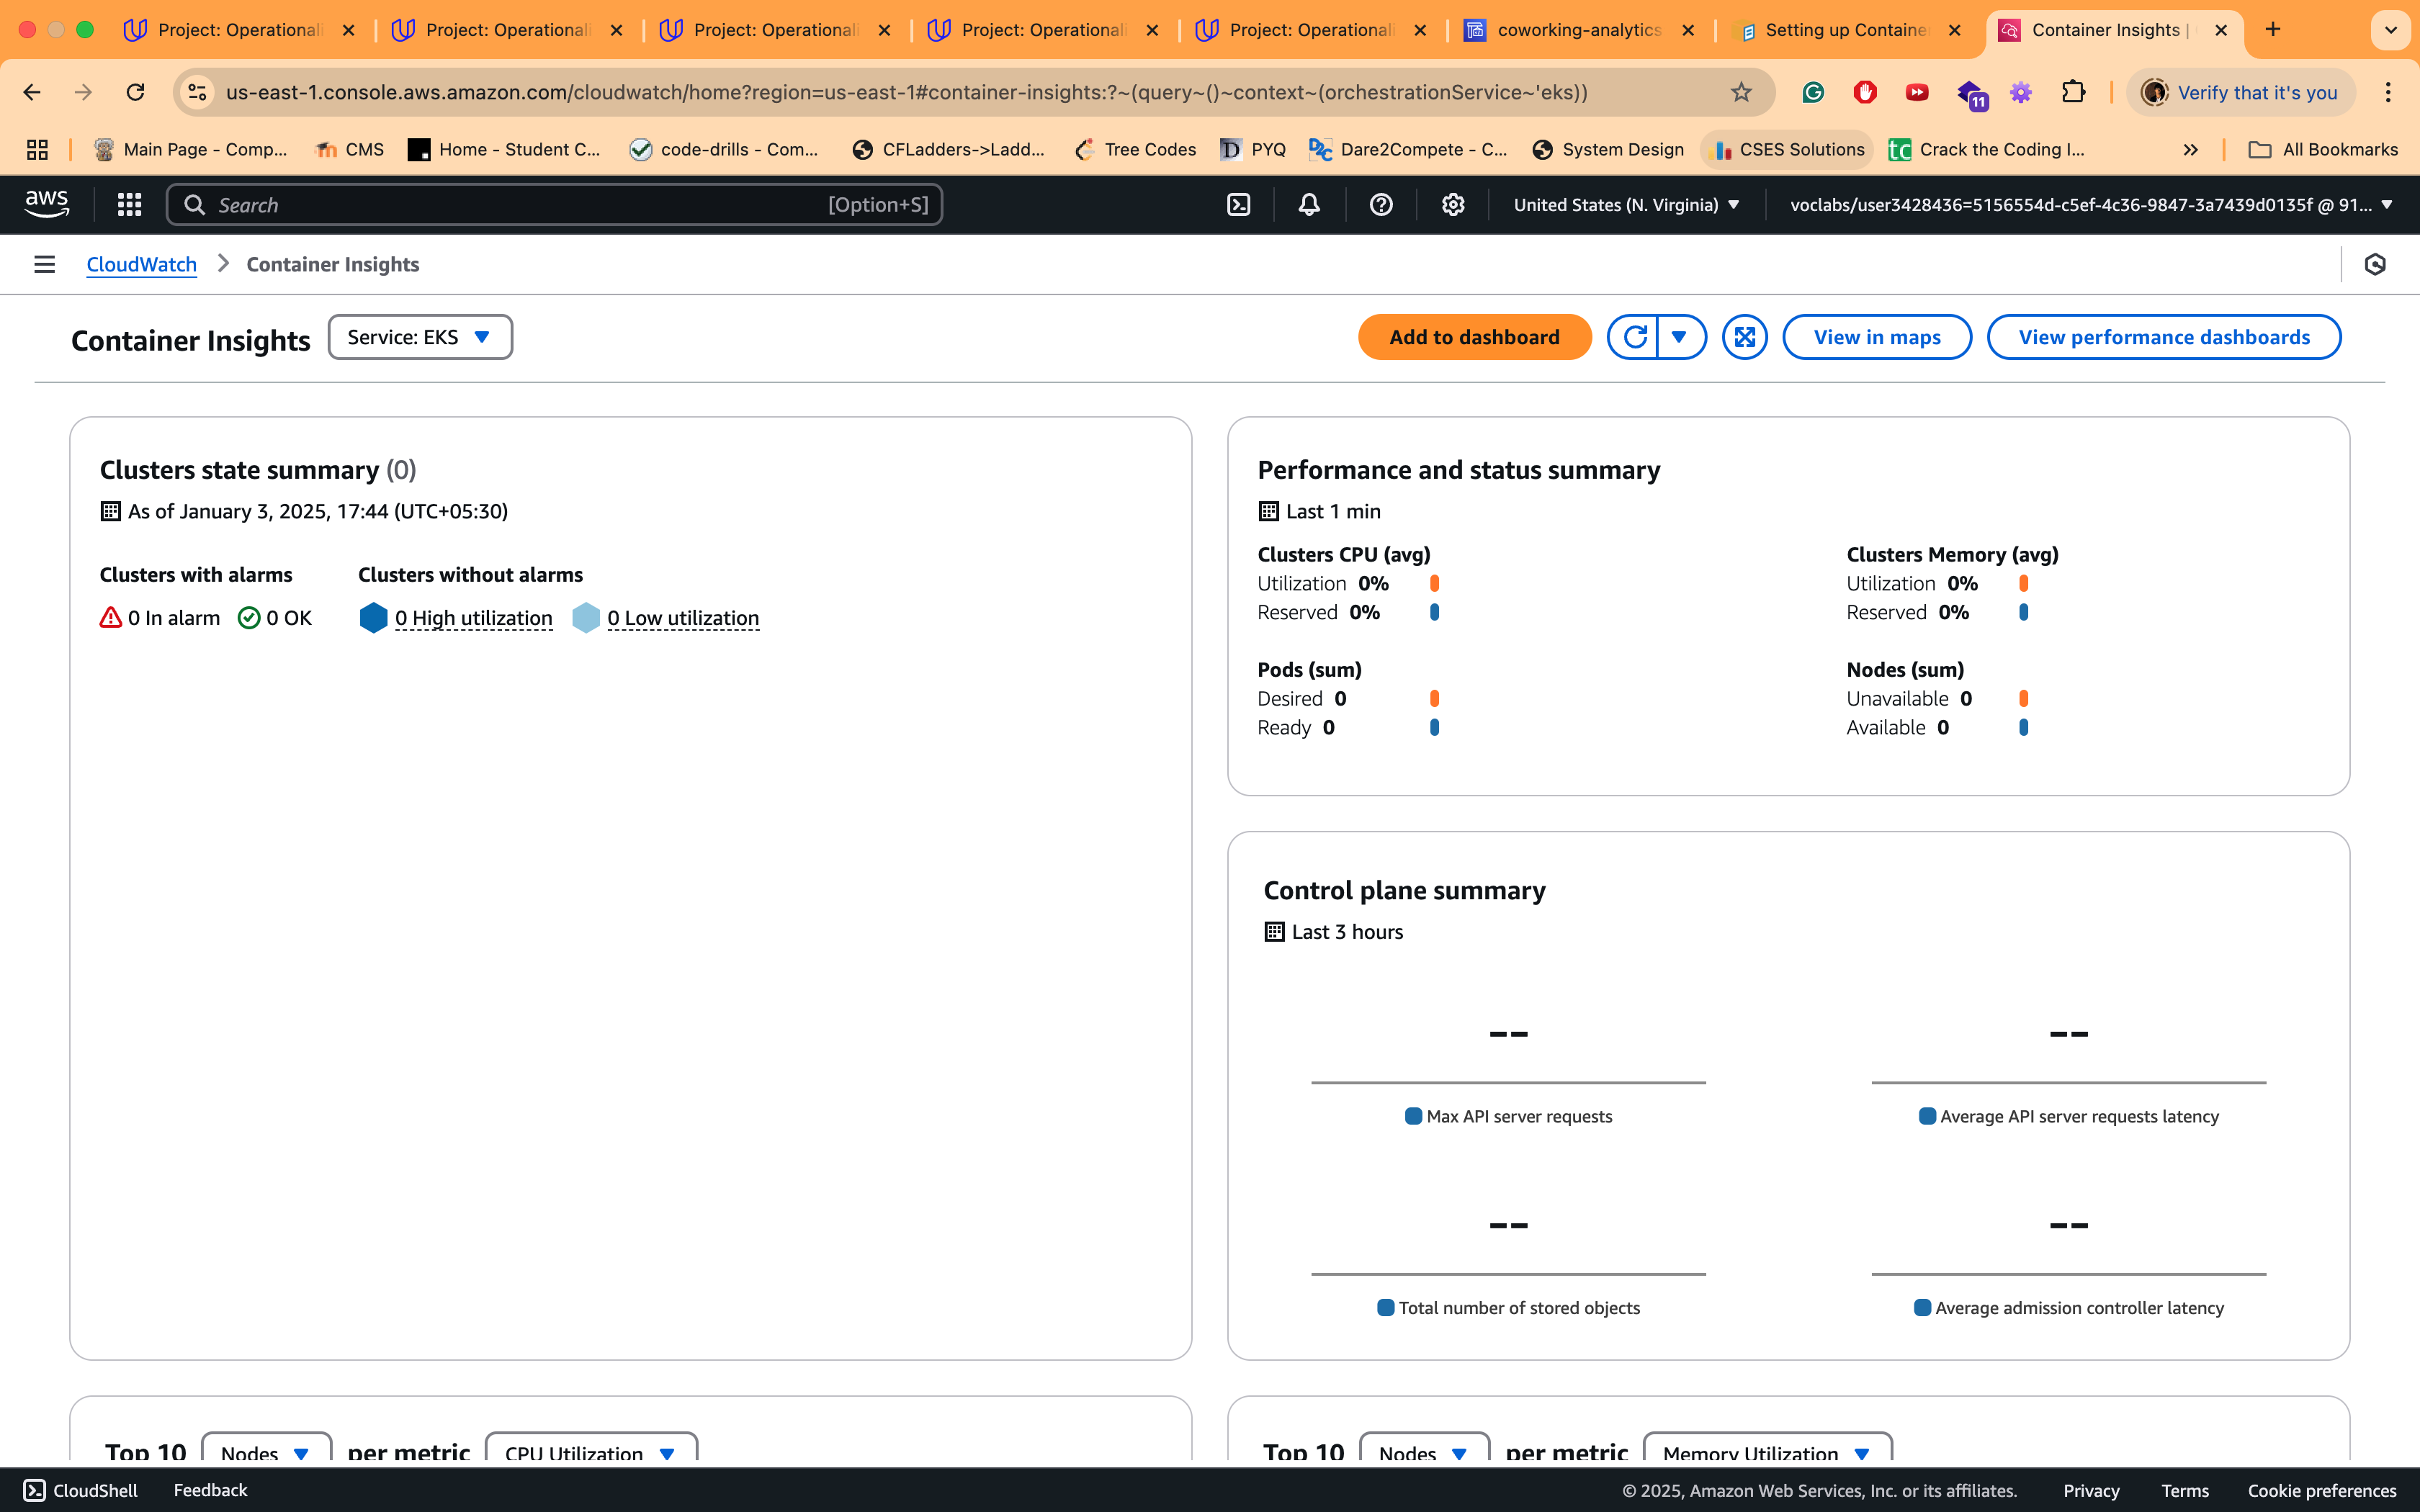 Project: Operationali
Project: Operationali
Project: Operationali
Project: Operationali
Project: Operationali
coworking-analytics
Setting up Containe
Container Insights |
us-east-1.console.aws.amazon.com/cloudwatch/home?region=us-east-1#container-insights:?~(query~()~context~(orchestrationService~'eks))
11
Verify that it's you
Main Page - Comp...
CMS
Home - Student C...
code-drills - Com...
CFLadders->Ladd...
Tree Codes
PYQ
Dare2Compete - C...
System Design
CSES Solutions
Crack the Coding I...
All Bookmarks
aws
Search
[Option+S]
United States (N. Virginia)
voclabs/user3428436=5156554d-c5ef-4c36-9847-3a7439d0135f @ 91...
CloudWatch
Container Insights
Container Insights
Service: EKS
Add to dashboard
View in maps
View performance dashboards
Clusters state summary (0)
As of January 3, 2025, 17:44 (UTC+05:30)
Clusters with alarms
Clusters without alarms
0 In alarm
0 OK
0 High utilization
0 Low utilization
Performance and status summary
Last 1 min
Clusters CPU (avg)
Utilization 0%
Reserved 0%
Clusters Memory (avg)
Utilization 0%
Reserved 0%
Pods (sum)
Desired 0
Ready 0
Nodes (sum)
Unavailable 0
Available 0
Control plane summary
Last 3 hours
--
Max API server requests
--
Average API server requests latency
--
Total number of stored objects
--
Average admission controller latency
Top 10 Nodes per metric CPU Utilization
Top 10 Nodes per metric Memory Utilization
CloudShell
Feedback
© 2025, Amazon Web Services, Inc. or its affiliates.
Privacy
Terms
Cookie preferences